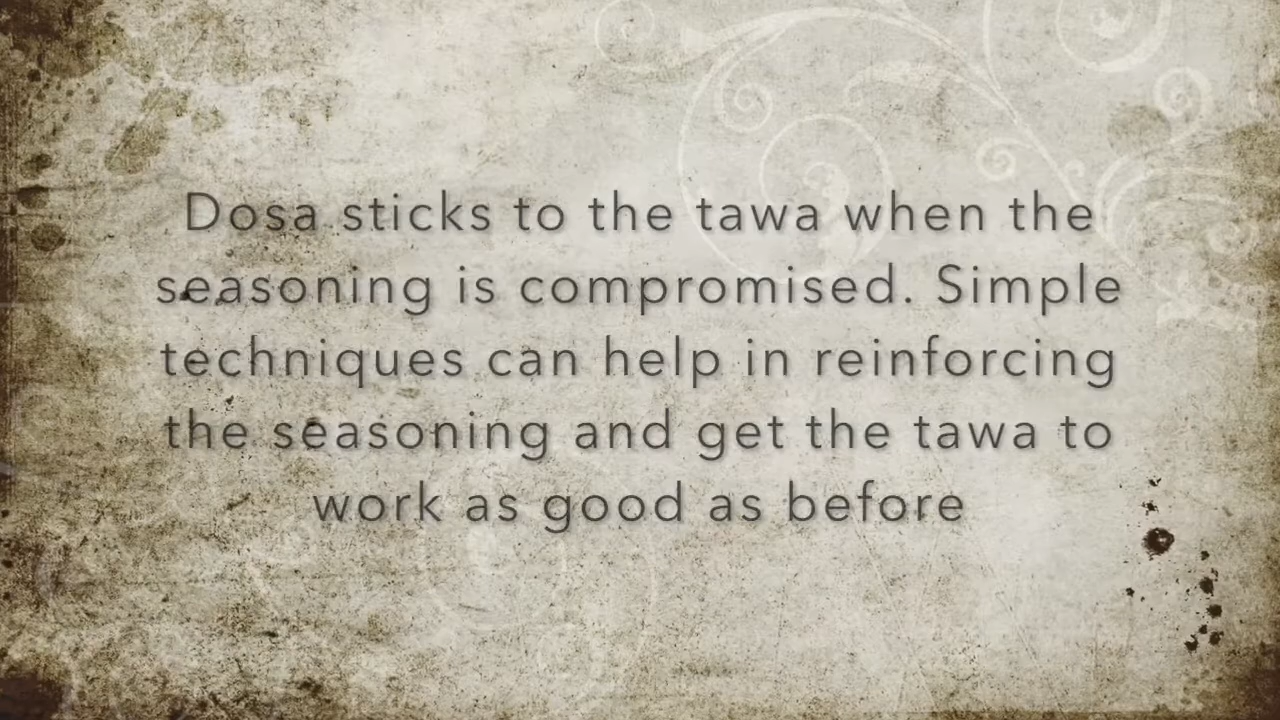 Dosa sticks to the tawa when the
seasoning is compromised. Simple
techniques can help in reinforcing
the seasoning and get the tawa to
work as good as before